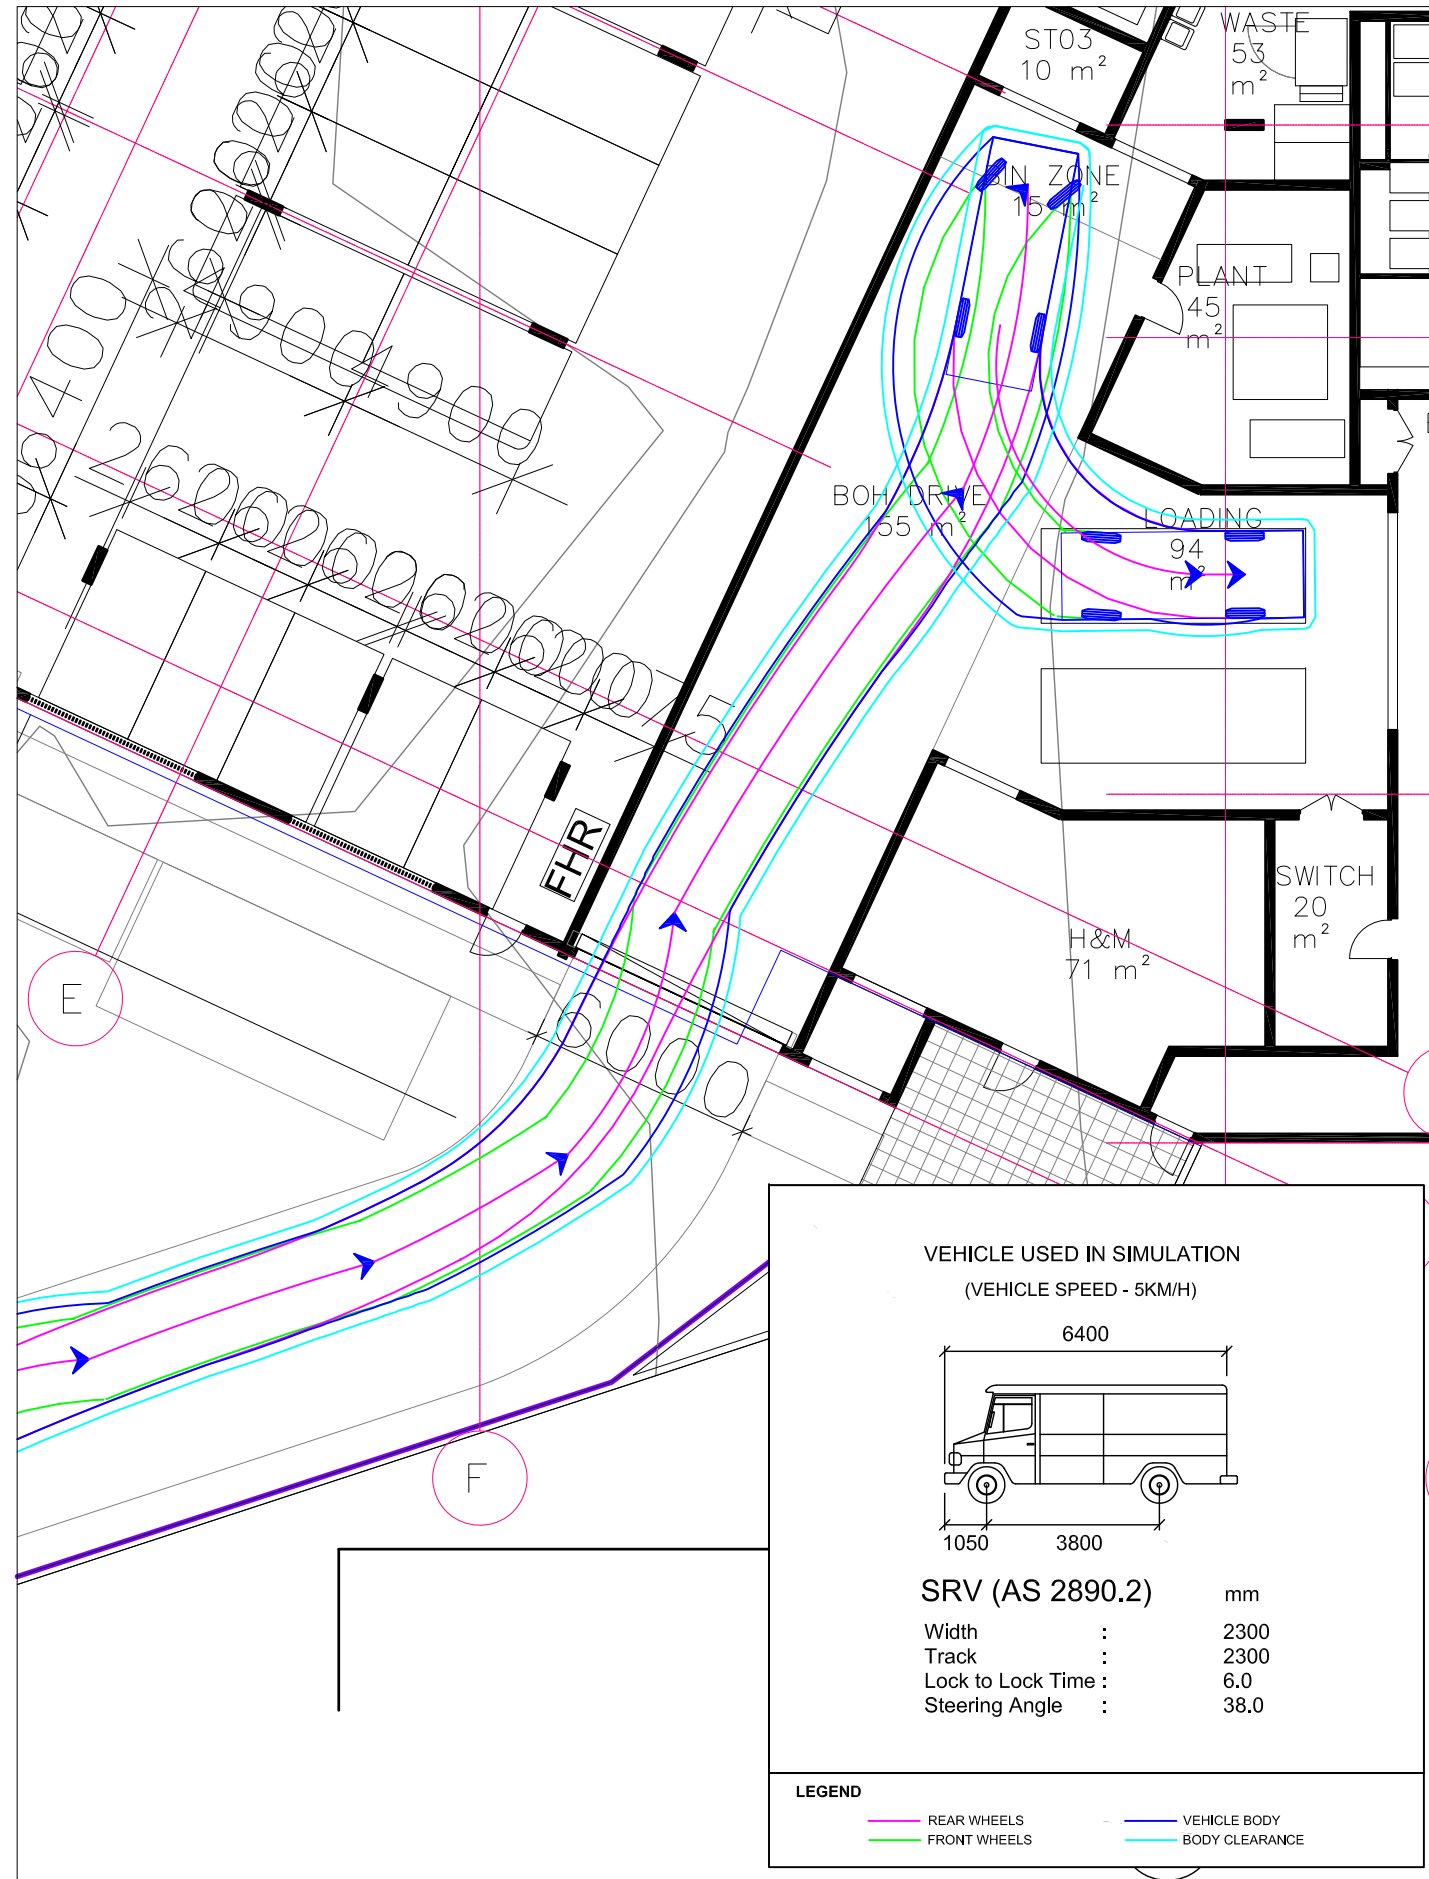 ST03
10 m²
WASTE
53
m²
BIN ZONE
15 m²
PLANT
45
m²
BOH DRIVE
155 m²
LOADING
94
m²
FHR
SWITCH
20
m²
H&M
71 m²
6000
E
F
VEHICLE USED IN SIMULATION
(VEHICLE SPEED - 5KM/H)
6400
1050 3800
SRV (AS 2890.2) mm
Width : 2300
Track : 2300
Lock to Lock Time : 6.0
Steering Angle : 38.0
LEGEND
REAR WHEELS VEHICLE BODY
FRONT WHEELS BODY CLEARANCE